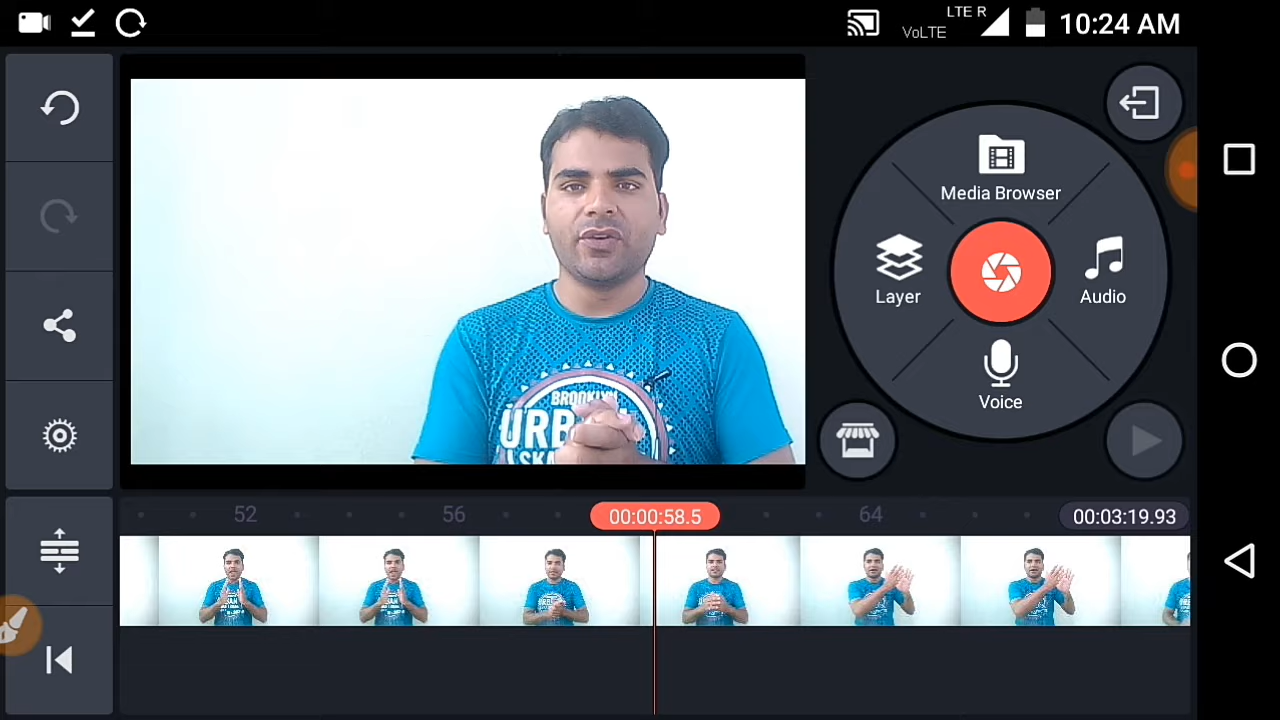 LTE R
VoLTE
10:24 AM
Media Browser
Layer
Audio
Voice
BROOKLYN
URB
SKA
52
56
00:00:58.5
64
00:03:19.93